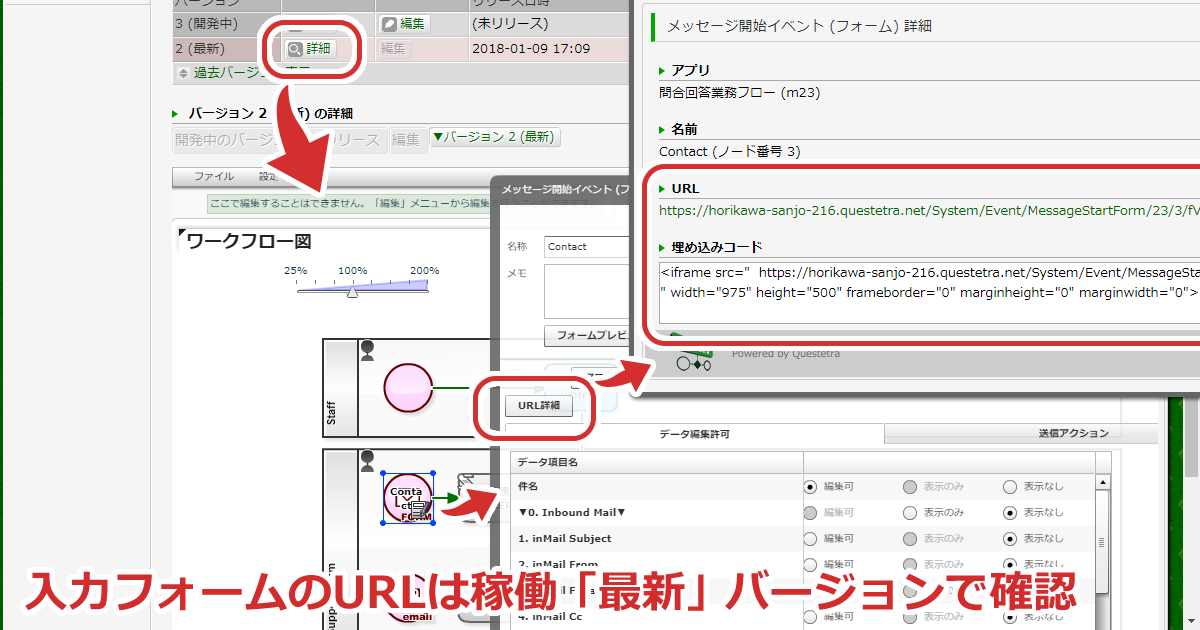 バージョン
リリース日時
3 (開発中)
編集
(未リリース)
2 (最新)
詳細
編集
2018-01-09 17:09
過去バージ
バージョン 2
の詳細
開発中のバージ
リリース
編集
▼バージョン 2 (最新)
ファイル
設定
ここで編集することはできません。「編集」メニューから編集を行うことができます。
ワークフロー図
25%
100%
200%
Staff
Conta
ct
FORM
email
メッセージ開始イベント (フ
名称
Contact
メモ
フォームプレビ
URL詳細
データ編集許可
送信アクション
データ項目名
件名
編集可
表示のみ
表示なし
▼0. Inbound Mail▼
編集可
表示のみ
表示なし
1. inMail Subject
編集可
表示のみ
表示なし
2. inMail From
編集可
表示のみ
表示なし
4. inMail Cc
編集可
表示のみ
表示なし
メッセージ開始イベント (フォーム) 詳細
アプリ
問合回答業務フロー (m23)
名前
Contact (ノード番号 3)
URL
https://horikawa-sanjo-216.questetra.net/System/Event/MessageStartForm/23/3/fV
埋め込みコード
<iframe src=" https://horikawa-sanjo-216.questetra.net/System/Event/MessageSta
" width="975" height="500" frameborder="0" marginheight="0" marginwidth="0">
Powered by Questetra
入力フォームのURLは稼働「最新」バージョンで確認